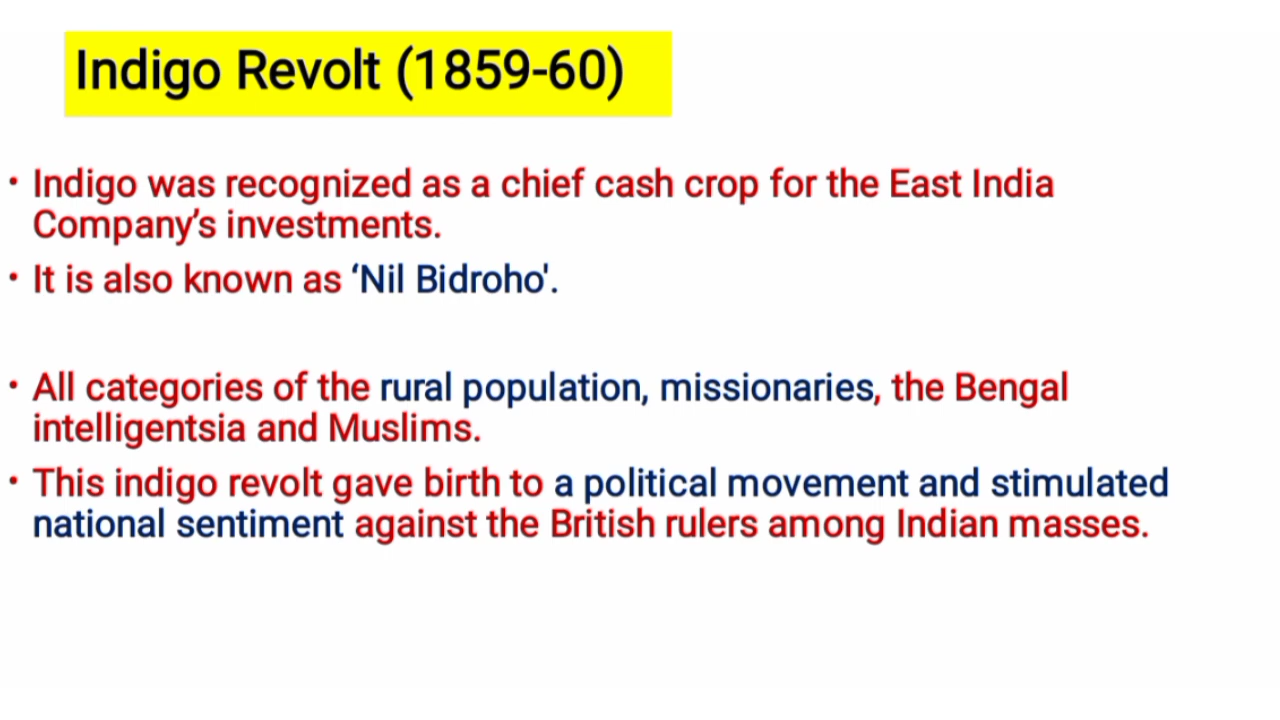 Indigo Revolt (1859-60)
• Indigo was recognized as a chief cash crop for the East India
Company’s investments.
• It is also known as ‘Nil Bidroho'.
• All categories of the rural population, missionaries, the Bengal
intelligentsia and Muslims.
• This indigo revolt gave birth to a political movement and stimulated
national sentiment against the British rulers among Indian masses.